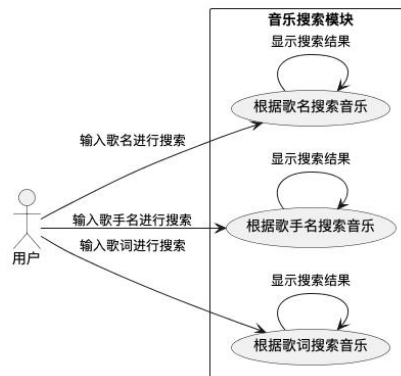 音乐搜索模块
显示搜索结果
根据歌名搜索音乐
输入歌名进行搜索
显示搜索结果
根据歌手名搜索音乐
输入歌手名进行搜索
输入歌词进行搜索
用户
显示搜索结果
根据歌词搜索音乐